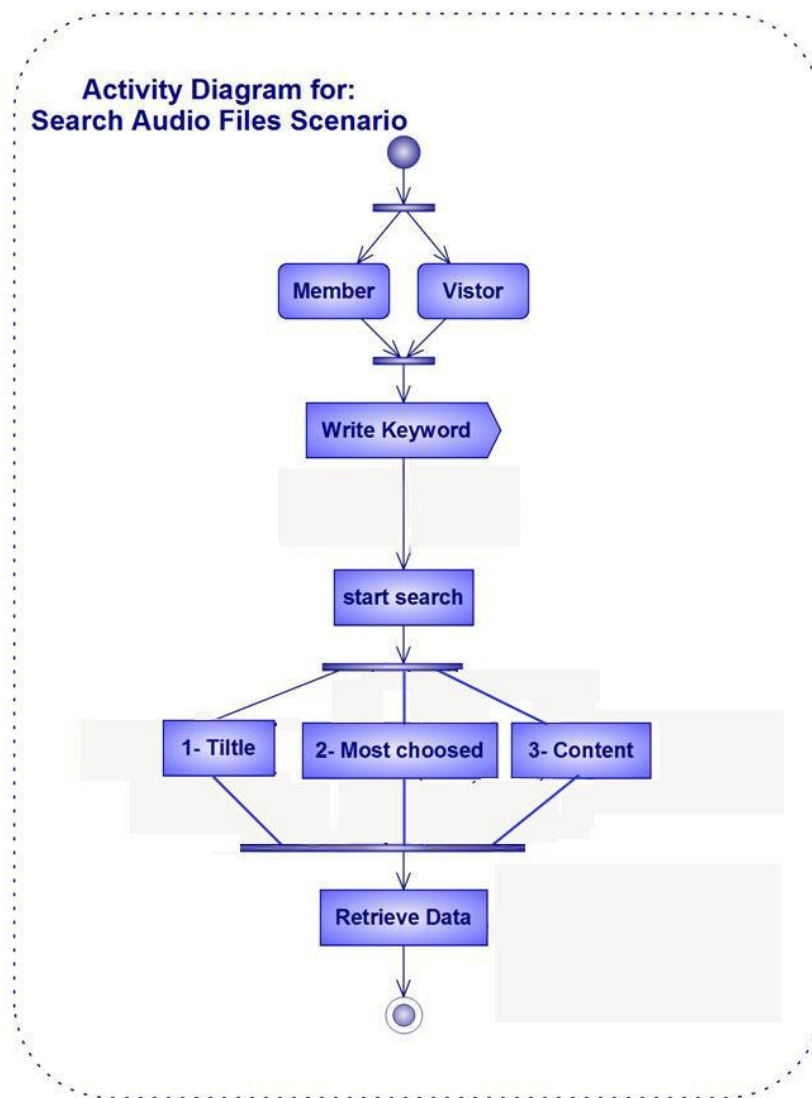 Activity Diagram for:
Search Audio Files Scenario
Member
Vistor
Write Keyword
start search
1- Tiltle
2- Most choosed
3- Content
Retrieve Data